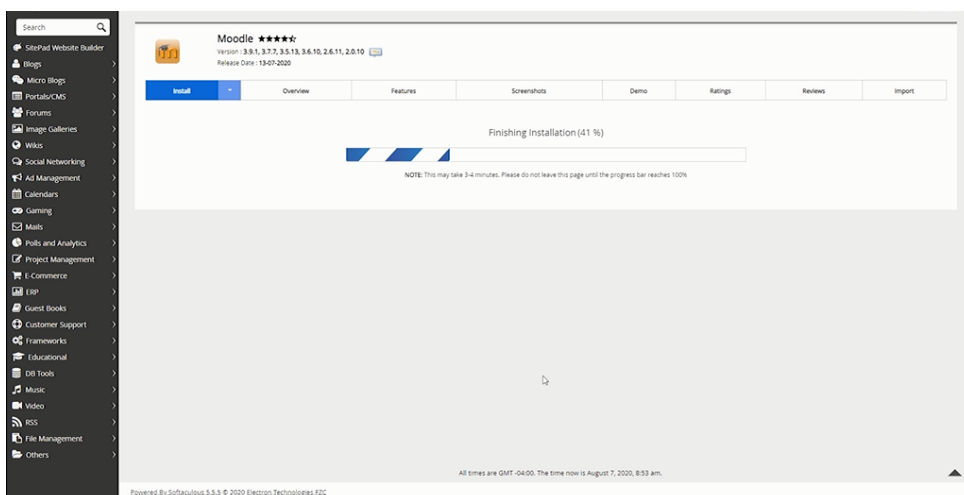 Search
SitePad Website Builder
Blogs
Micro Blogs
Portals/CMS
Forums
Image Galleries
Wikis
Social Networking
Ad Management
Calendars
Gaming
Mails
Polls and Analytics
Project Management
E-Commerce
ERP
Guest Books
Customer Support
Frameworks
Educational
DB Tools
Music
Video
RSS
File Management
Others
Moodle
Version : 3.9.1, 3.7.7, 3.5.13, 3.6.10, 2.6.11, 2.0.10
Release Date : 13-07-2020
Install Overview Features Screenshots Demo Ratings Reviews Import
Finishing Installation (41 %)
NOTE: This may take 3-4 minutes. Please do not leave this page until the progress bar reaches 100%
All times are GMT -04:00. The time now is August 7, 2020, 8:53 am.
Powered By Softaculous 5.5.5 © 2020 Electron Technologies FZC